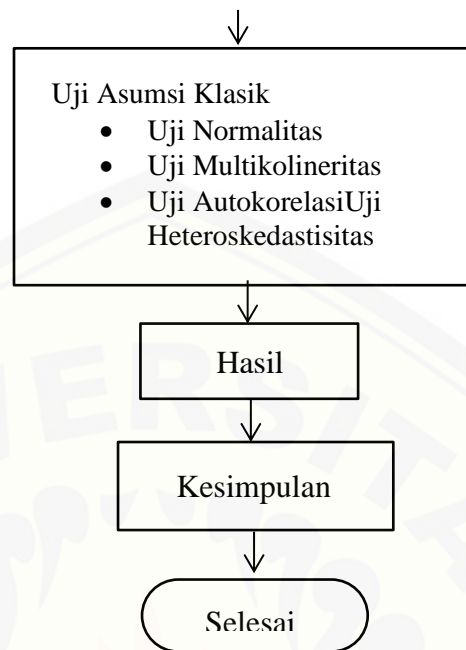 Uji Asumsi Klasik
• Uji Normalitas
• Uji Multikolineritas
• Uji AutokorelasiUji
Heteroskedastisitas
Hasil
Kesimpulan
Selesai